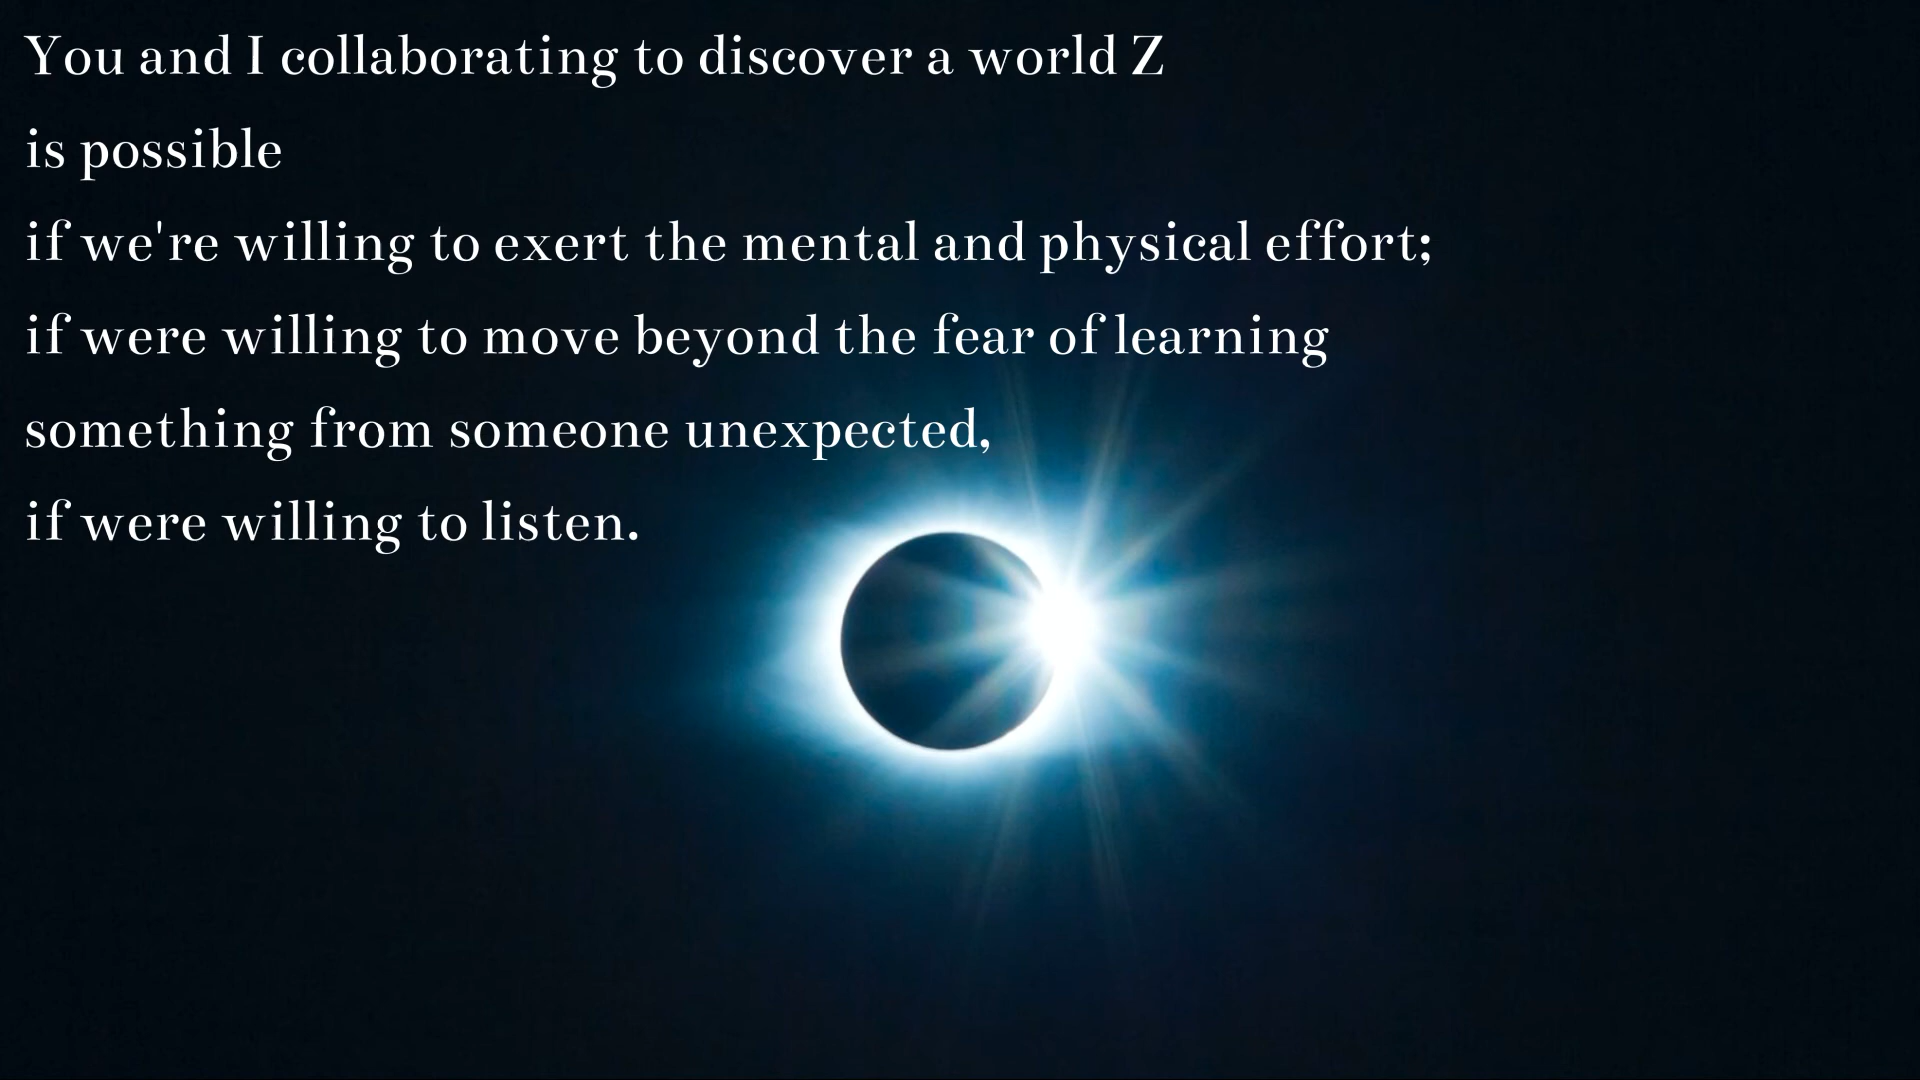 You and I collaborating to discover a world Z
is possible
if we're willing to exert the mental and physical effort;
if were willing to move beyond the fear of learning
something from someone unexpected,
if were willing to listen.